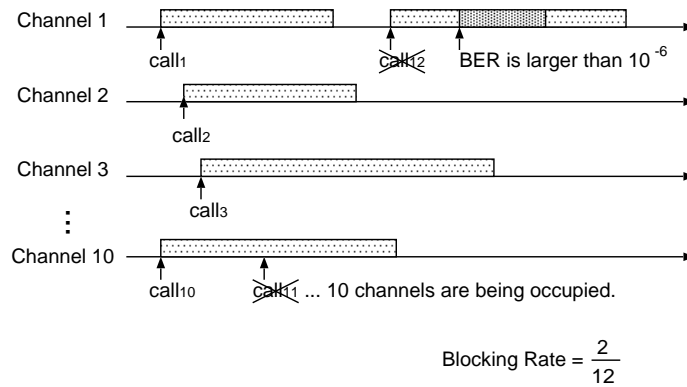 Channel 1
call1
call12
BER is larger than 10^-6
Channel 2
call2
Channel 3
call3
⋮
Channel 10
call10
call11 ... 10 channels are being occupied.
Blocking Rate = 2/12